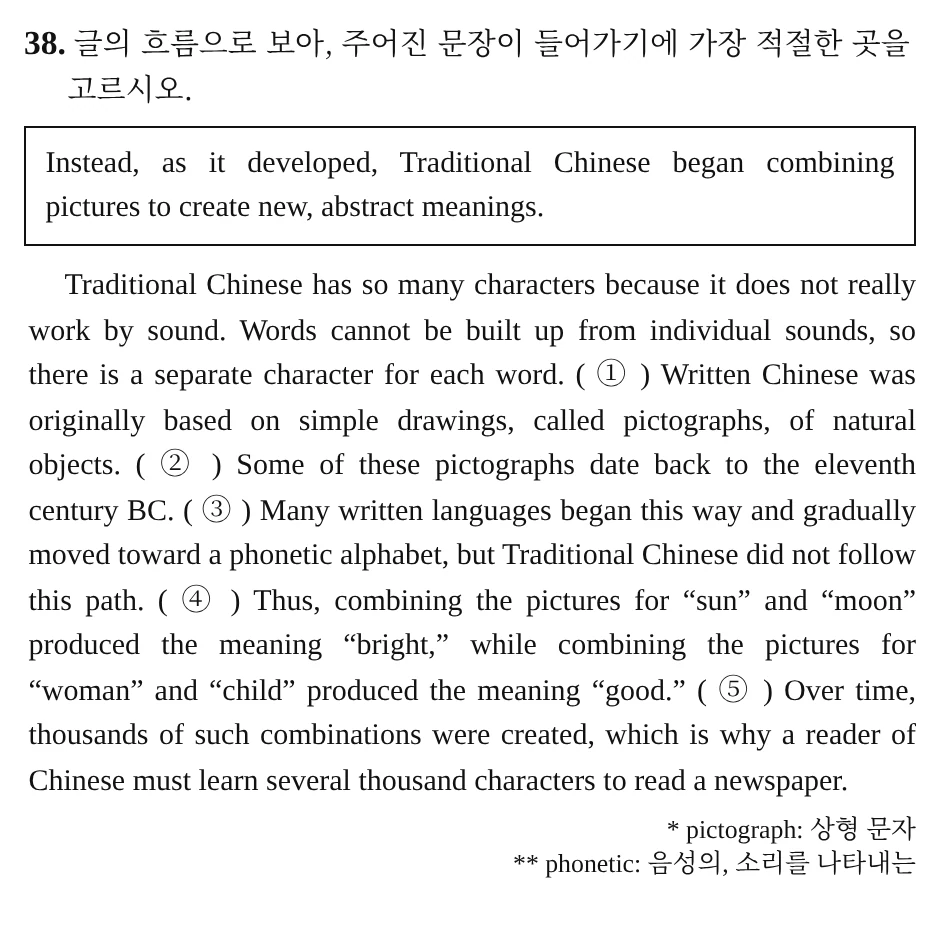 38. 글의 흐름으로 보아, 주어진 문장이 들어가기에 가장 적절한 곳을
고르시오.
Instead, as it developed, Traditional Chinese began combining
pictures to create new, abstract meanings.
Traditional Chinese has so many characters because it does not really
work by sound. Words cannot be built up from individual sounds, so
there is a separate character for each word. ( ① ) Written Chinese was
originally based on simple drawings, called pictographs, of natural
objects. ( ② ) Some of these pictographs date back to the eleventh
century BC. ( ③ ) Many written languages began this way and gradually
moved toward a phonetic alphabet, but Traditional Chinese did not follow
this path. ( ④ ) Thus, combining the pictures for “sun” and “moon”
produced the meaning “bright,” while combining the pictures for
“woman” and “child” produced the meaning “good.” ( ⑤ ) Over time,
thousands of such combinations were created, which is why a reader of
Chinese must learn several thousand characters to read a newspaper.
* pictograph: 상형 문자
** phonetic: 음성의, 소리를 나타내는